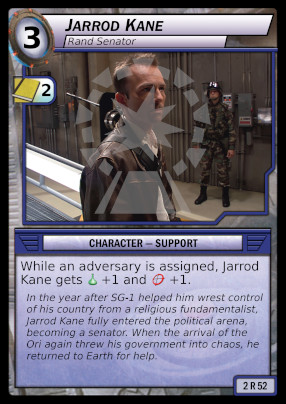 3
JARROD KANE
Rand Senator
2
CHARACTER – SUPPORT
While an adversary is assigned, Jarrod
Kane gets +1 and +1.
In the year after SG-1 helped him wrest control
of his country from a religious fundamentalist,
Jarrod Kane fully entered the political arena,
becoming a senator. When the arrival of the
Ori again threw his government into chaos, he
returned to Earth for help.
2 R 52